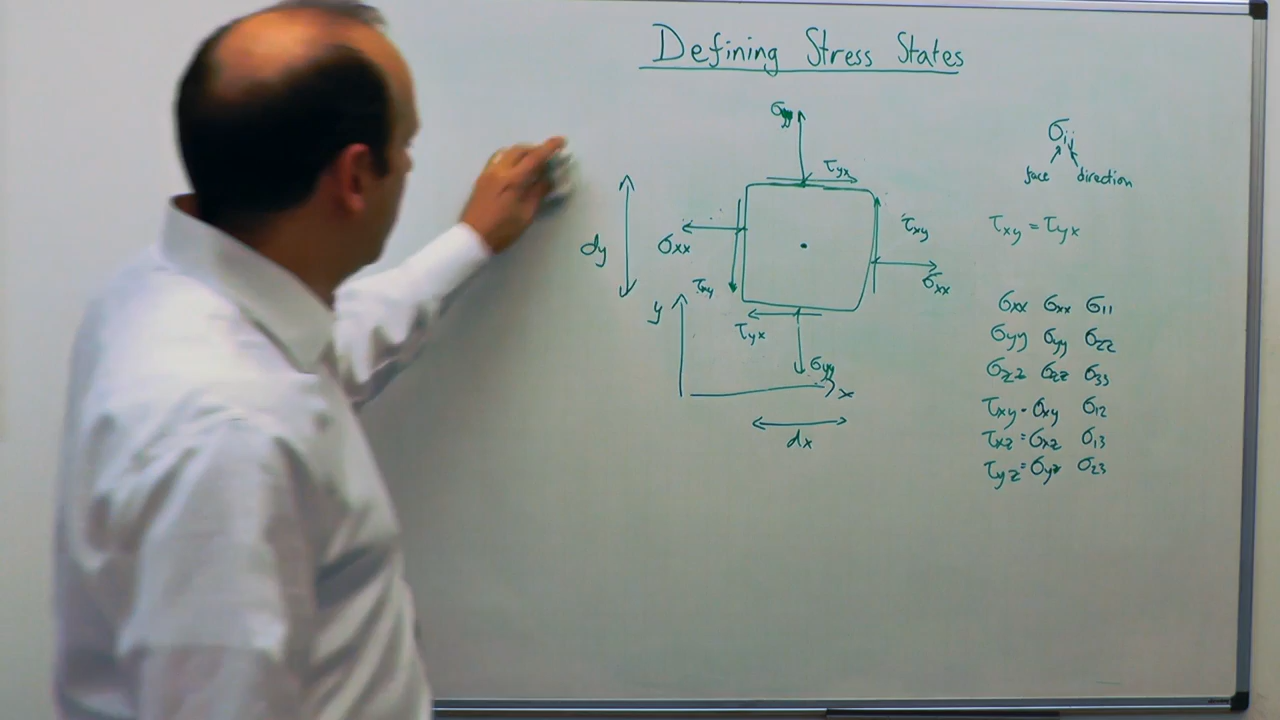 Defining Stress States
σyy
τyx
σxx
τxy
dy
τxy
σxx
y
τyx
σyy
x
dx
σij
face direction
τxy = τyx
σxx σxx σ11
σyy σyy σ22
σzz σzz σ33
τxy = σxy σ12
τxz = σxz σ13
τyz = σyz σ23